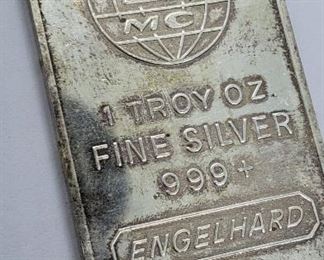 MC
1 TROY OZ
FINE SILVER
999+
ENGELHARD